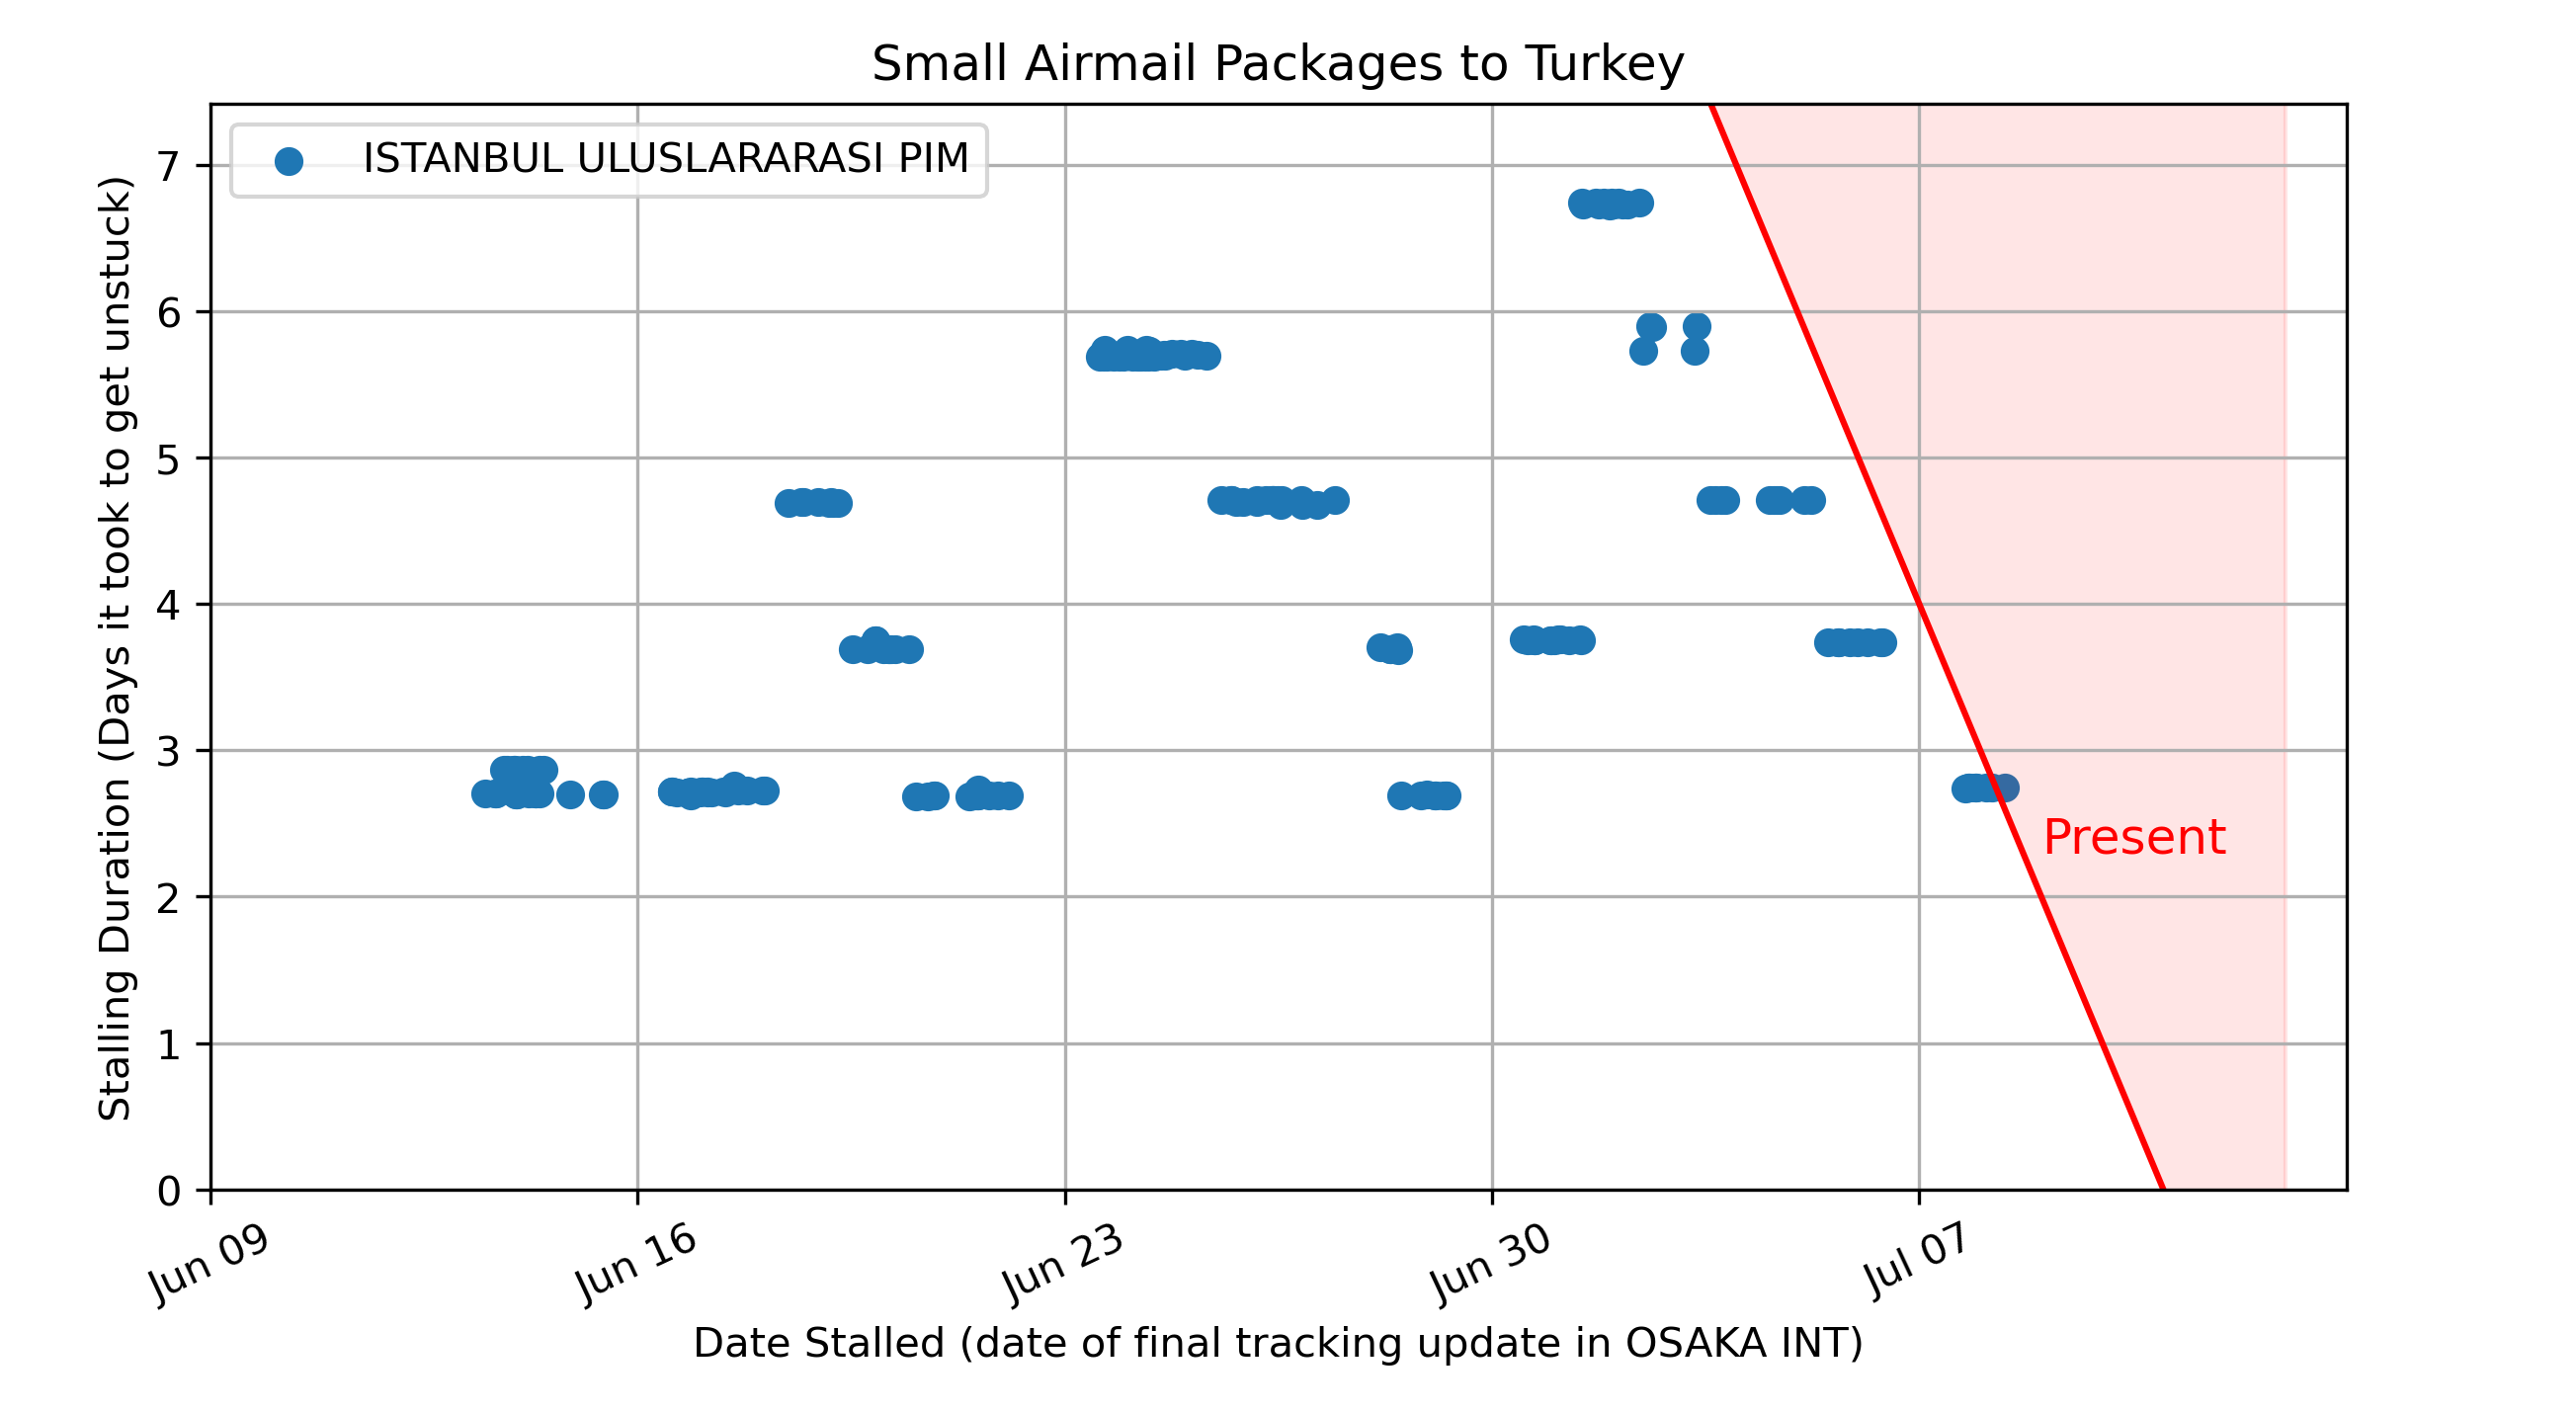 Small Airmail Packages to Turkey
ISTANBUL ULUSLARARASI PIM
Stalling Duration (Days it took to get unstuck)
7
6
5
4
3
2
1
0
Present
Jun 09
Jun 16
Jun 23
Jun 30
Jul 07
Date Stalled (date of final tracking update in OSAKA INT)